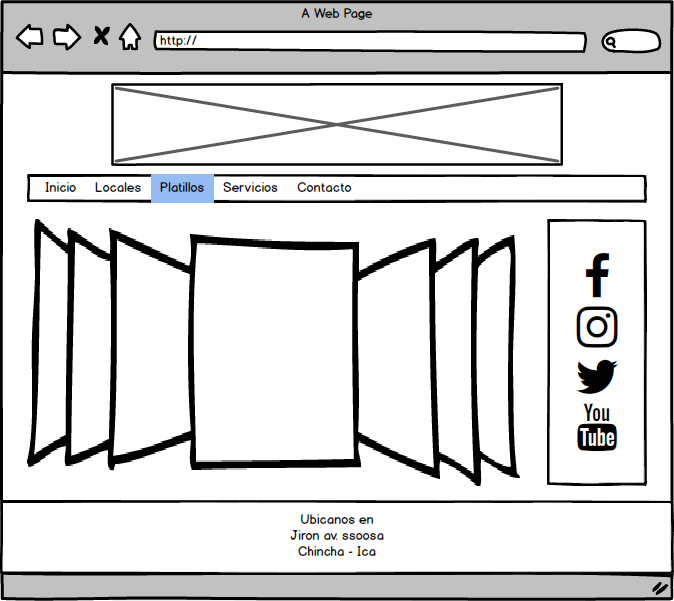 A Web Page
http://
Inicio Locales Platillos Servicios Contacto
You
Tube
Ubicanos en
Jiron av. ssoosa
Chincha - Ica